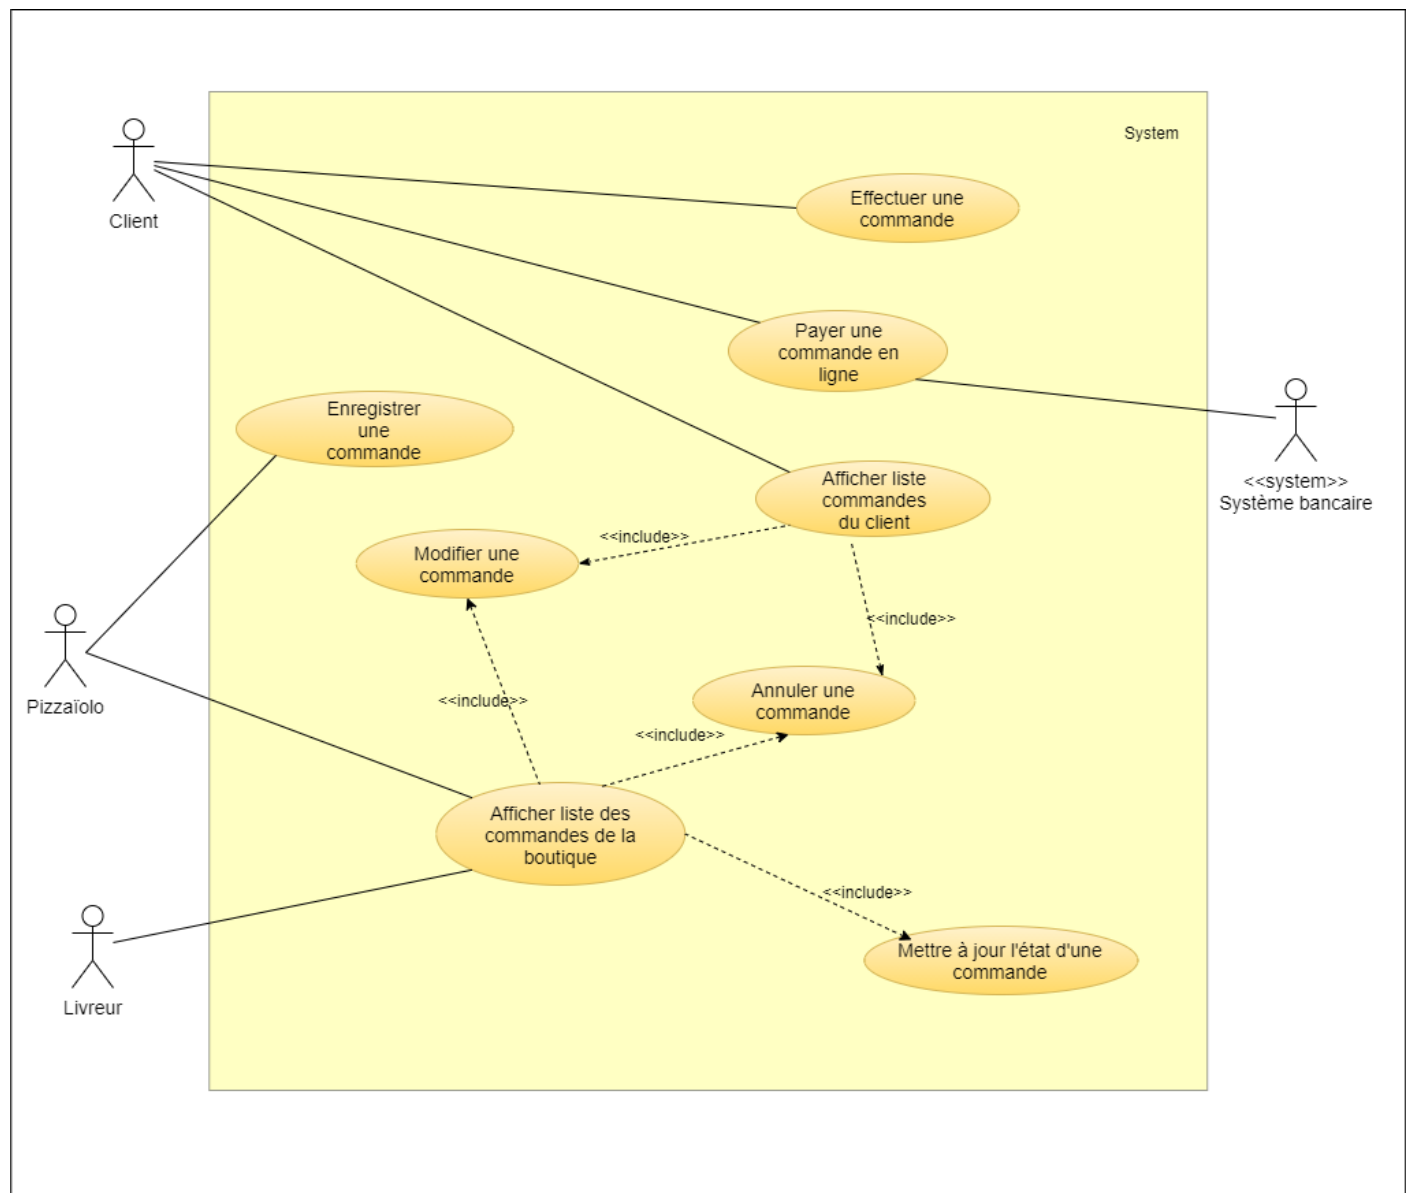 System
Client
Effectuer une
commande
Payer une
commande en
ligne
Enregistrer
une
commande
<<system>>
Système bancaire
Afficher liste
commandes
du client
<<include>>
Modifier une
commande
<<include>>
Pizzaïolo
Annuler une
commande
<<include>>
<<include>>
Afficher liste des
commandes de la
boutique
<<include>>
Livreur
Mettre à jour l'état d'une
commande